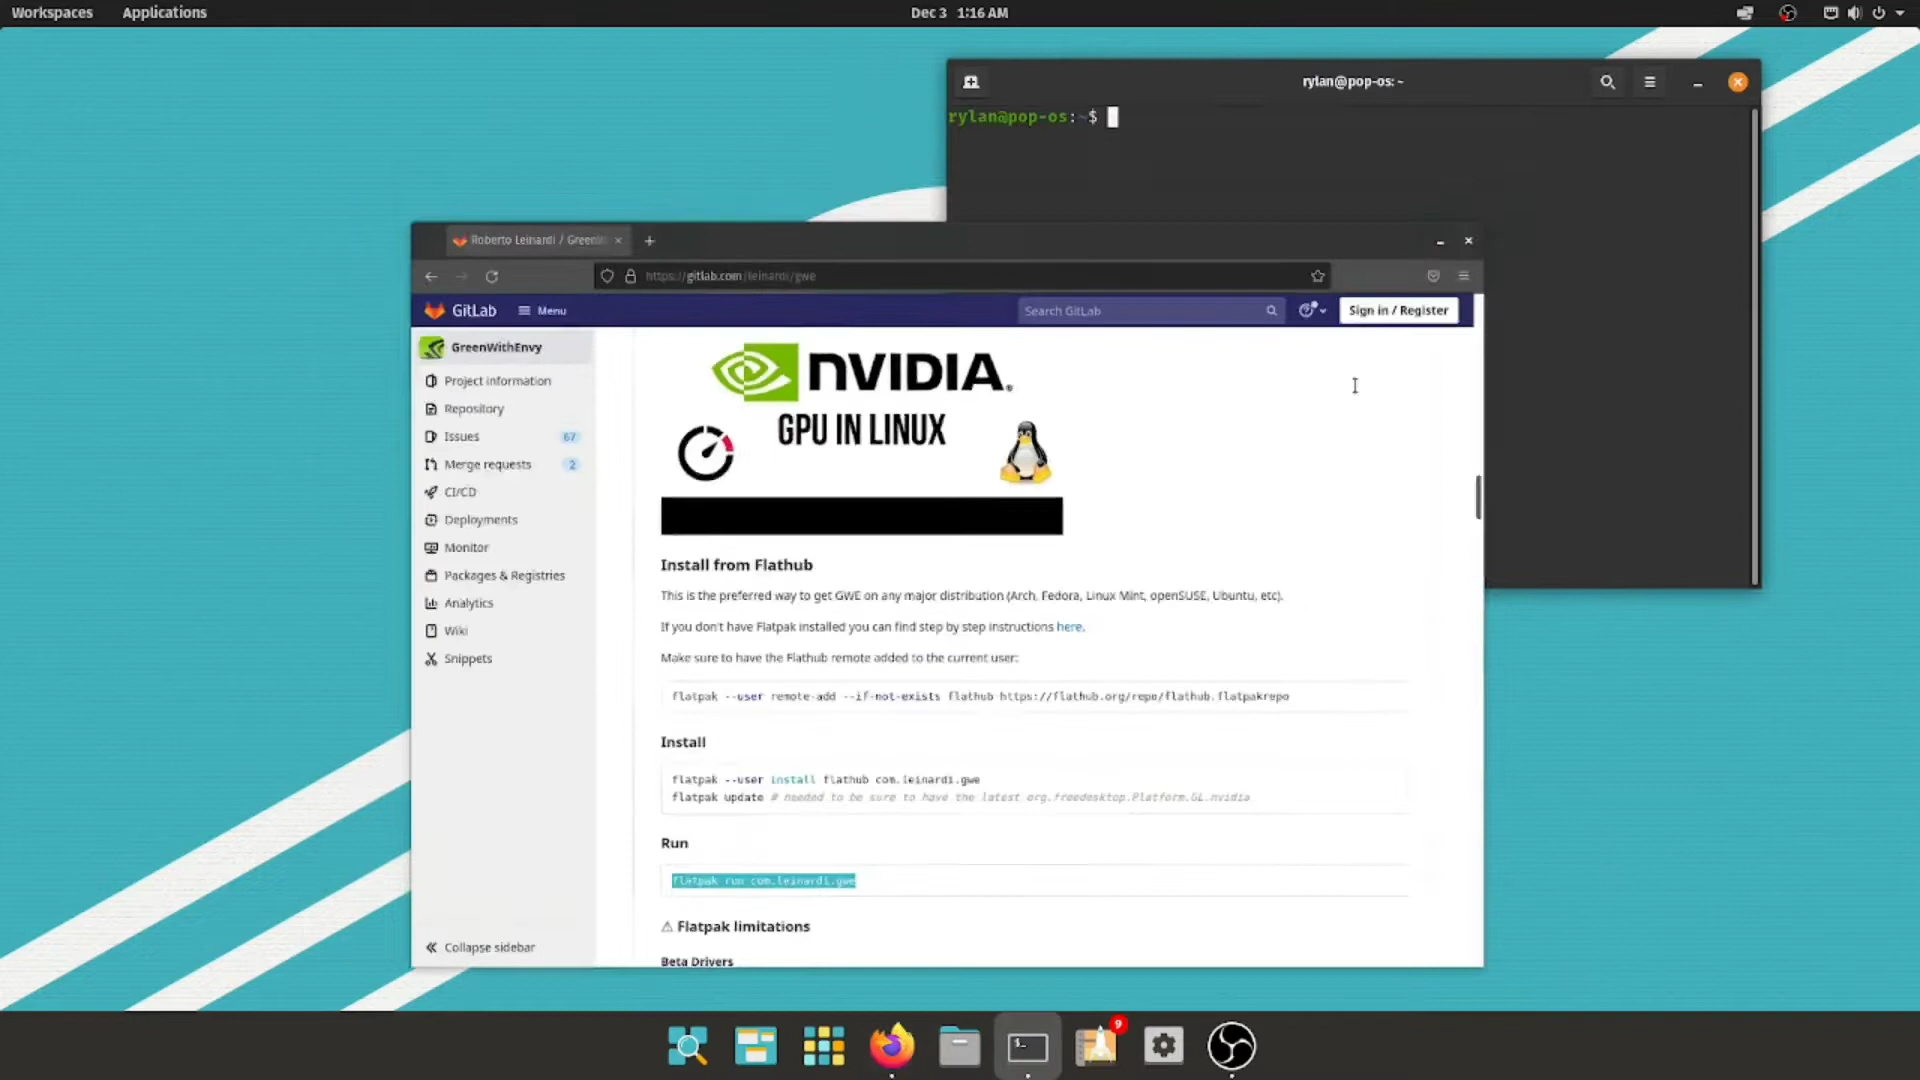 Workspaces Applications Dec 3 1:16 AM
rylan@pop-os: ~
rylan@pop-os:~$
Roberto Leinardi / GreenWi
https://gitlab.com/leinardi/gwe
GitLab Menu Search GitLab Sign in / Register
GreenWithEnvy
Project information
Repository
Issues 67
Merge requests 2
CI/CD
Deployments
Monitor
Packages & Registries
Analytics
Wiki
Snippets
Collapse sidebar
NVIDIA.
GPU IN LINUX
Install from Flathub
This is the preferred way to get GWE on any major distribution (Arch, Fedora, Linux Mint, openSUSE, Ubuntu, etc).
If you don't have Flatpak installed you can find step by step instructions here.
Make sure to have the Flathub remote added to the current user:
flatpak --user remote-add --if-not-exists flathub https://flathub.org/repo/flathub.flatpakrepo
Install
flatpak --user install flathub com.leinardi.gwe
flatpak update # needed to be sure to have the latest org.freedesktop.Platform.GL.nvidia
Run
flatpak run com.leinardi.gwe
⚠ Flatpak limitations
Beta Drivers
9